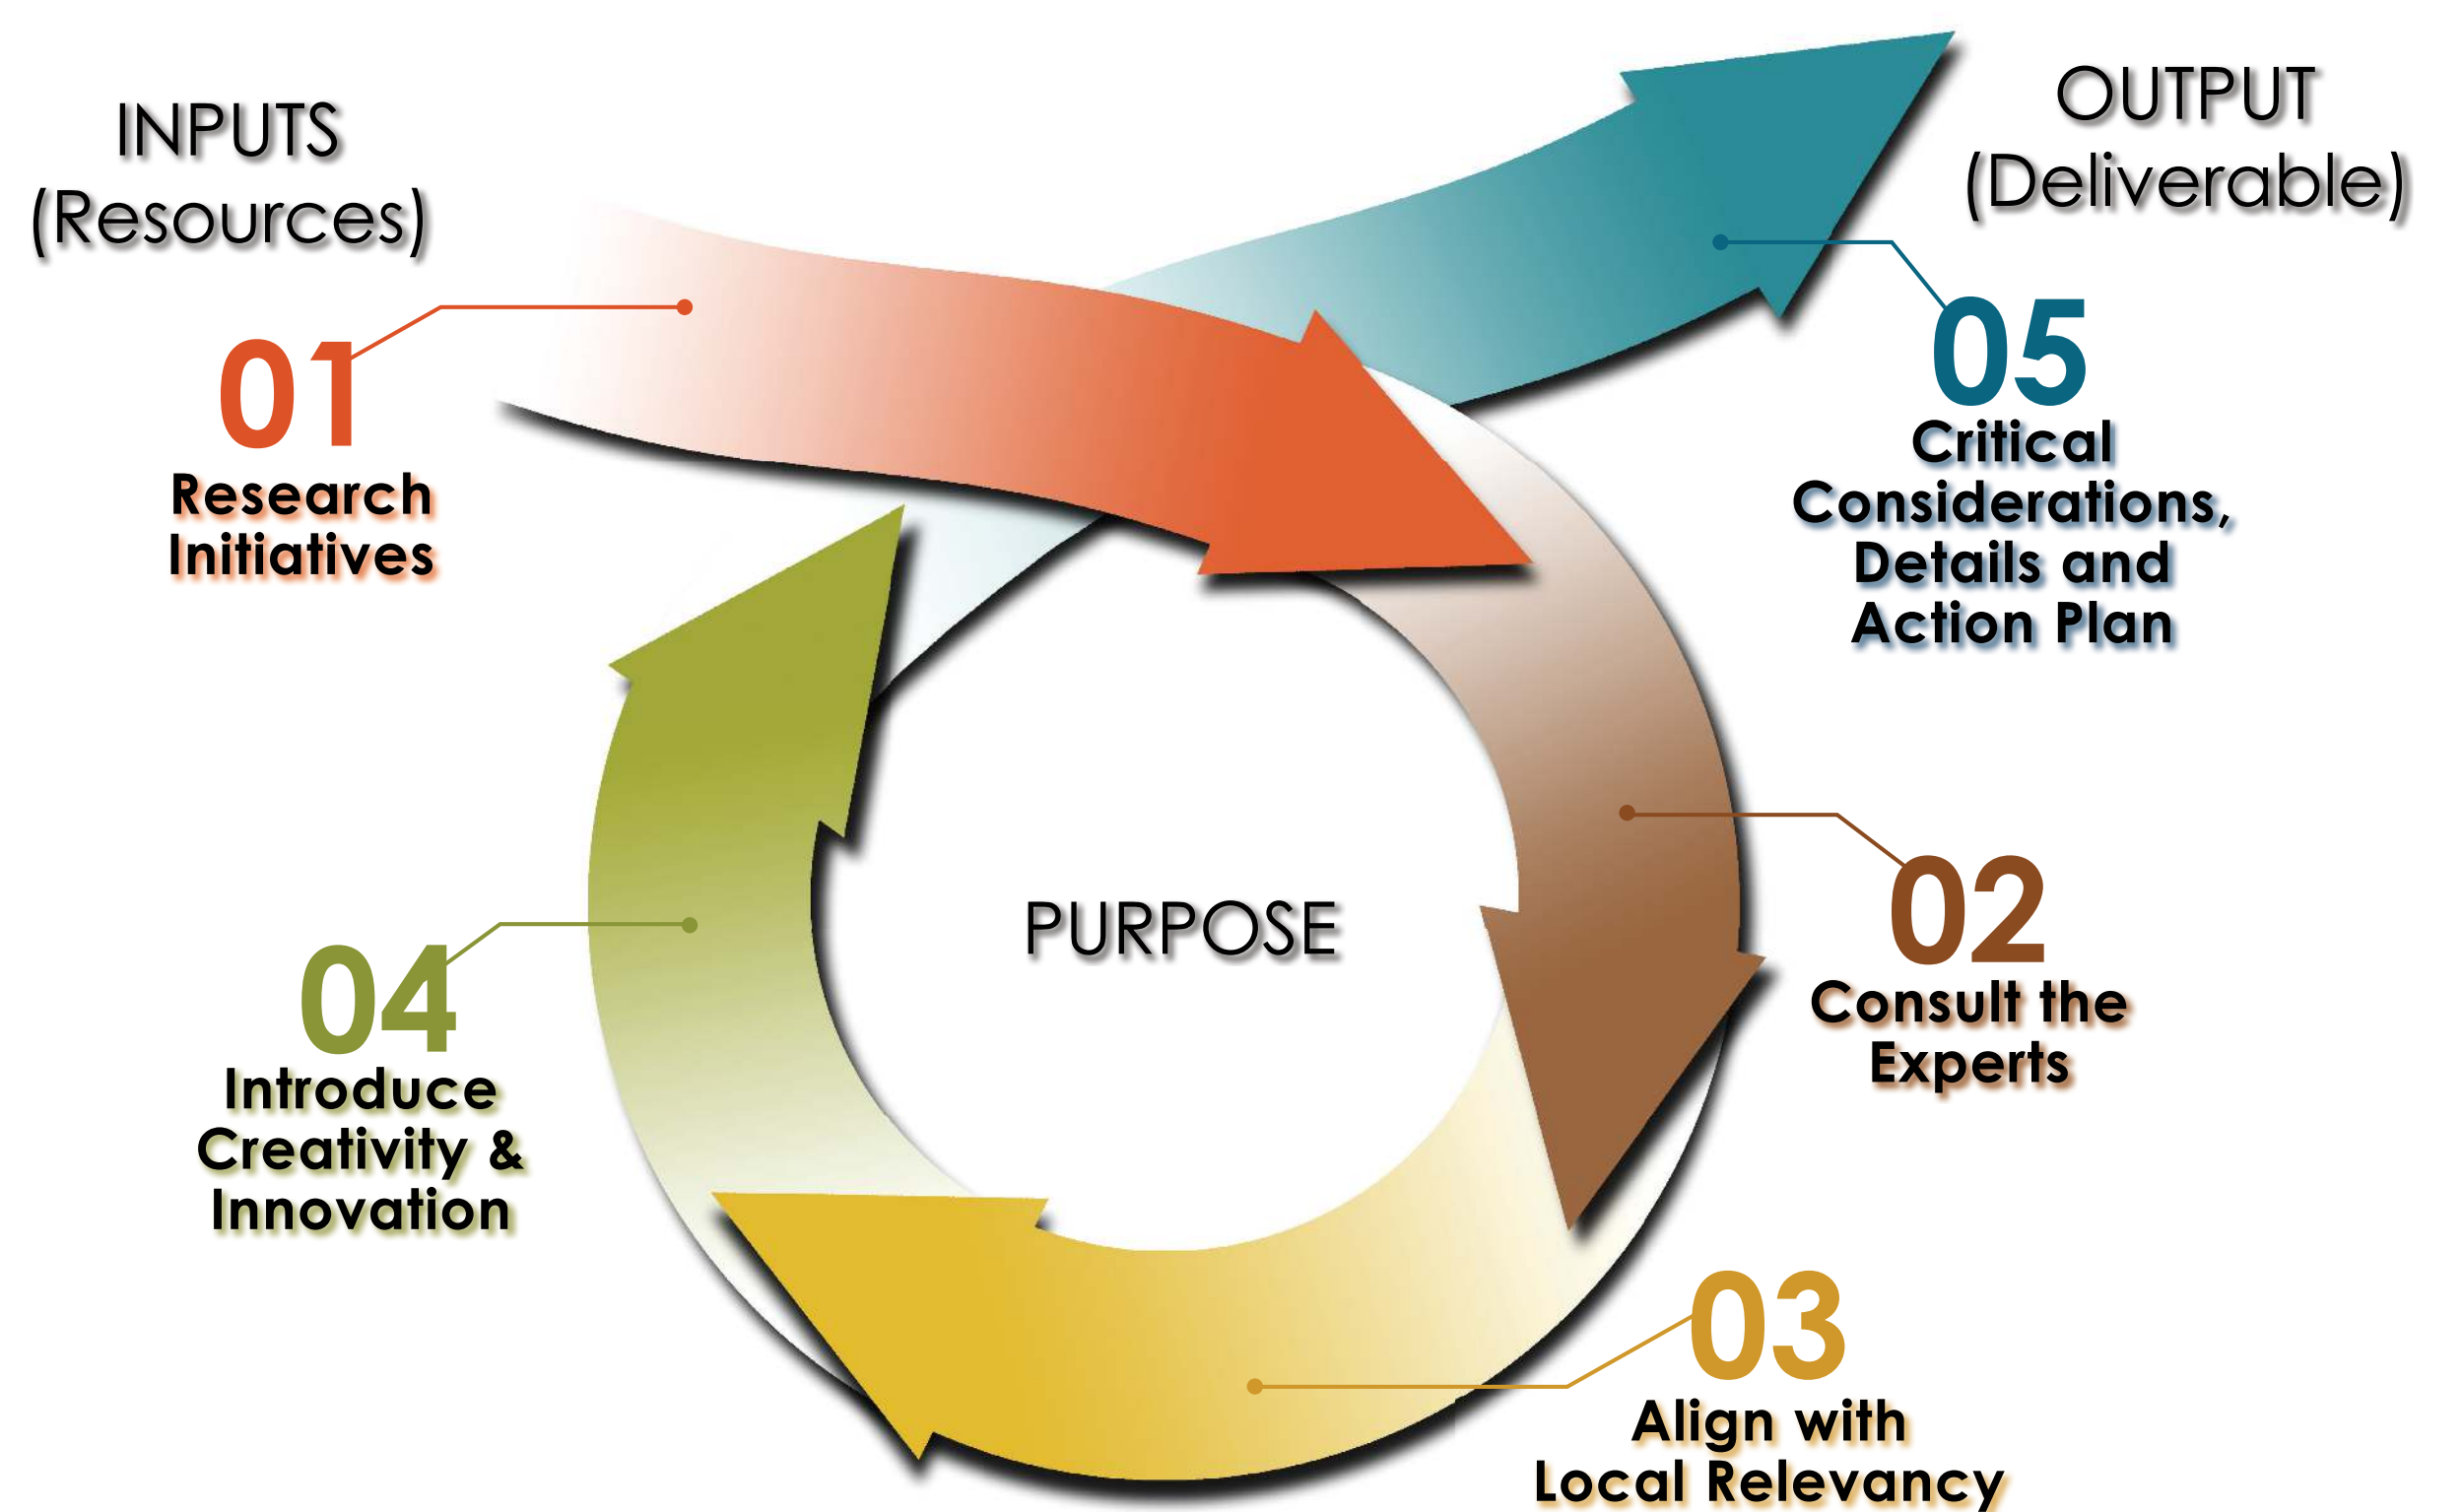 INPUTS
(Resources)
01
Research
Initiatives
OUTPUT
(Deliverable)
05
Critical
Considerations,
Details and
Action Plan
PURPOSE
02
Consult the
Experts
04
Introduce
Creativity &
Innovation
03
Align with
Local Relevancy